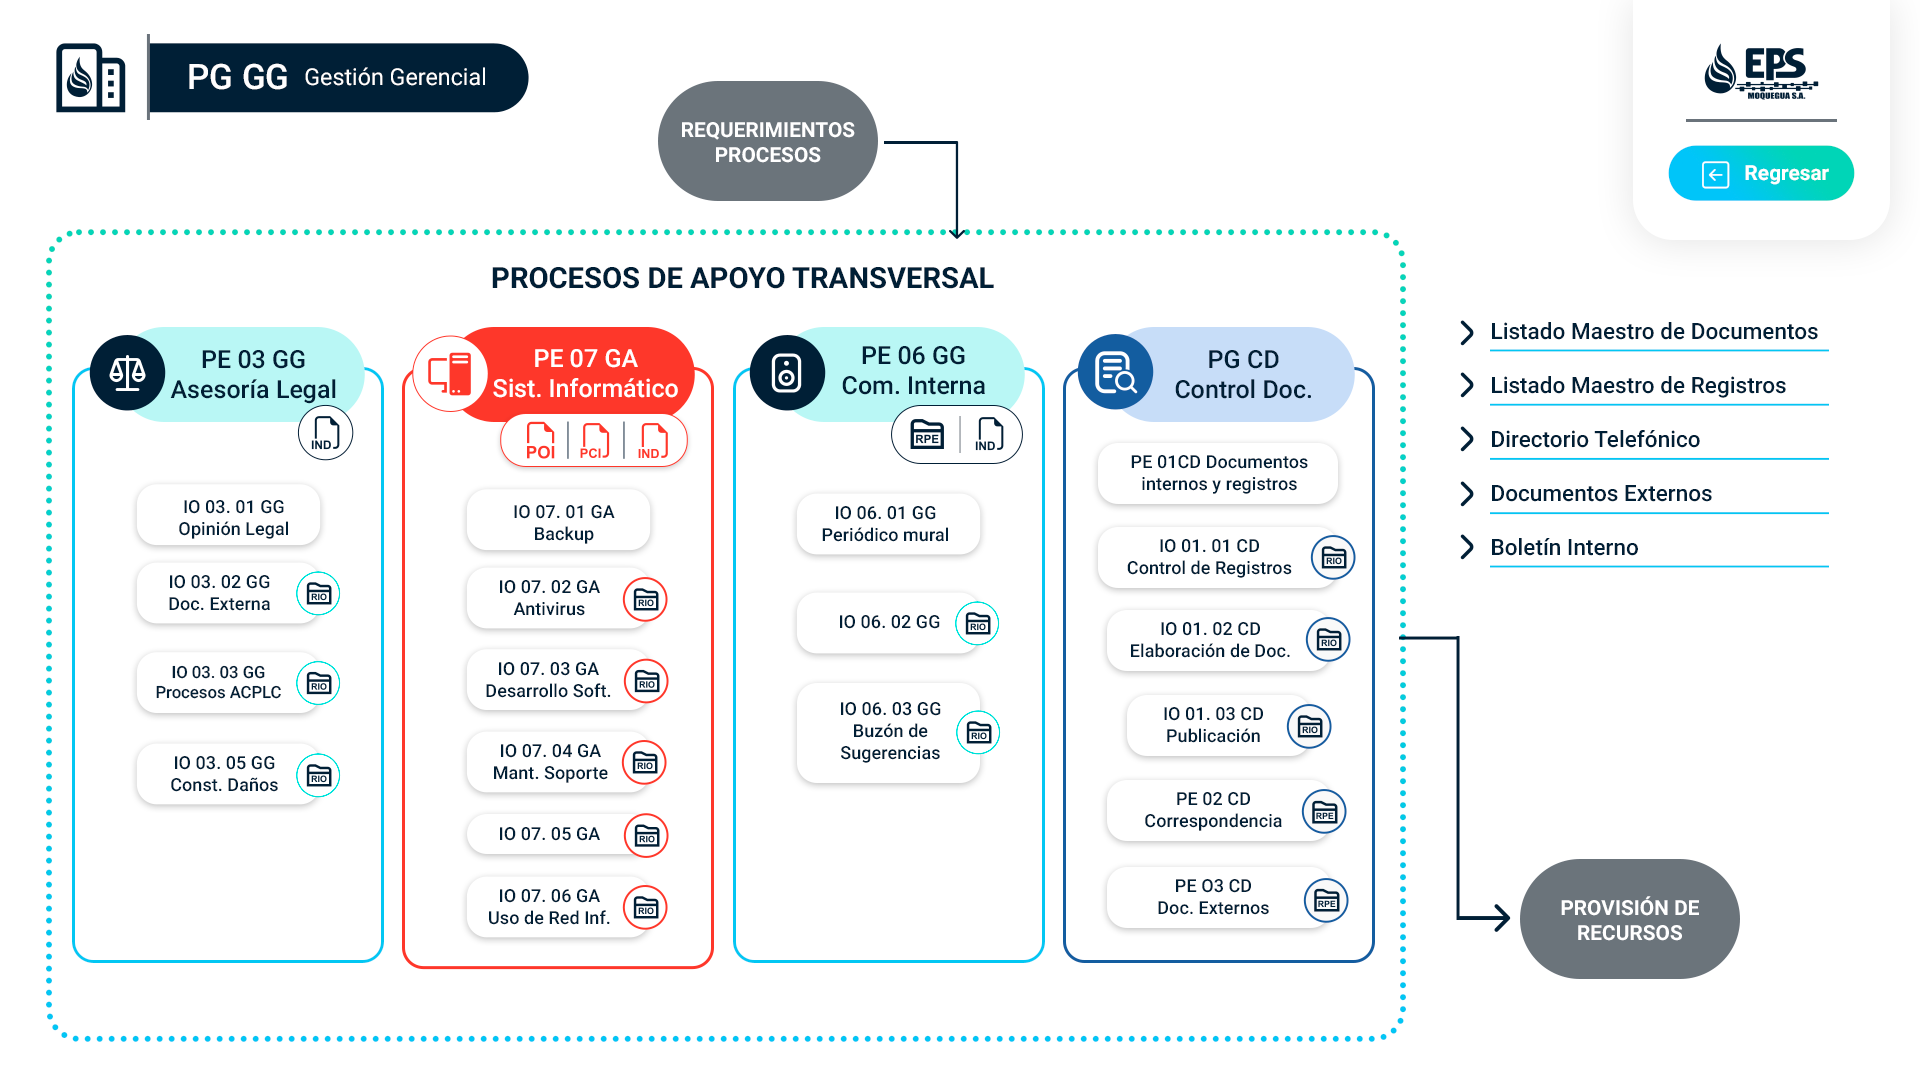 PG GG Gestión Gerencial
EPS
MOQUEGUA S.A.
Regresar
REQUERIMIENTOS
PROCESOS
PROCESOS DE APOYO TRANSVERSAL
PE 03 GG
Asesoría Legal
IND
IO 03. 01 GG
Opinión Legal
IO 03. 02 GG
Doc. Externa
RIO
IO 03. 03 GG
Procesos ACPLC
RIO
IO 03. 05 GG
Const. Daños
RIO
PE 07 GA
Sist. Informático
POI
PCI
IND
IO 07. 01 GA
Backup
IO 07. 02 GA
Antivirus
RIO
IO 07. 03 GA
Desarrollo Soft.
RIO
IO 07. 04 GA
Mant. Soporte
RIO
IO 07. 05 GA
RIO
IO 07. 06 GA
Uso de Red Inf.
RIO
PE 06 GG
Com. Interna
RPE
IND
IO 06. 01 GG
Periódico mural
IO 06. 02 GG
RIO
IO 06. 03 GG
Buzón de
Sugerencias
RIO
PG CD
Control Doc.
PE 01CD Documentos
internos y registros
IO 01. 01 CD
Control de Registros
RIO
IO 01. 02 CD
Elaboración de Doc.
RIO
IO 01. 03 CD
Publicación
RIO
PE 02 CD
Correspondencia
RPE
PE O3 CD
Doc. Externos
RPE
Listado Maestro de Documentos
Listado Maestro de Registros
Directorio Telefónico
Documentos Externos
Boletín Interno
PROVISIÓN DE
RECURSOS